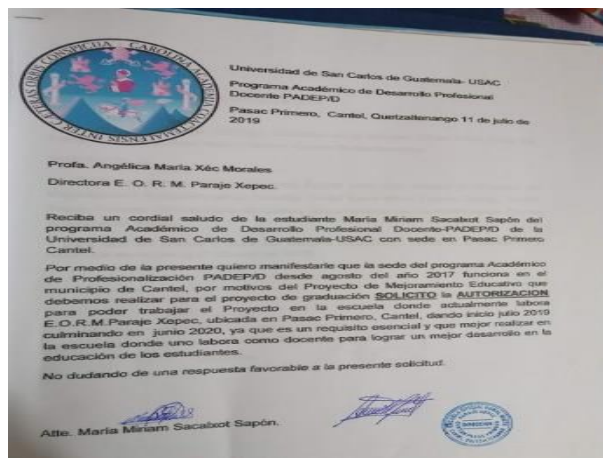 CAROLINA ACADEMIA COACTEMALENSIS INTER CAETERAS ORBIS CONSPICUA
Universidad de San Carlos de Guatemala- USAC
Programa Académico de Desarrollo Profesional
Docente PADEP/D
Pasac Primero, Cantel, Quetzaltenango 11 de julio de
2019
Profa. Angélica María Xéc Morales
Directora E. O. R. M. Paraje Xepec.
Reciba un cordial saludo de la estudiante María Miriam Sacalxot Sapón del
programa Académico de Desarrollo Profesional Docente-PADEP/D de la
Universidad de San Carlos de Guatemala-USAC con sede en Pasac Primero
Cantel.
Por medio de la presente quiero manifestarle que la sede del programa Académico
de Profesionalización PADEP/D desde agosto del año 2017 funciona en el
municipio de Cantel, por motivos del Proyecto de Mejoramiento Educativo que
debemos realizar para el proyecto de graduación SOLICITO la AUTORIZACION
para poder trabajar el Proyecto en la escuela donde actualmente labora
E.O.R.M.Paraje Xepec, ubicada en Pasac Primero, Cantel, dando inicio julio 2019
culminando en junio 2020, ya que es un requisito esencial y que mejor realizar en
la escuela donde uno labora como docente para lograr un mejor desarrollo en la
educación de los estudiantes.
No dudando de una respuesta favorable a la presente solicitud.
Atte. María Miriam Sacalxot Sapón.